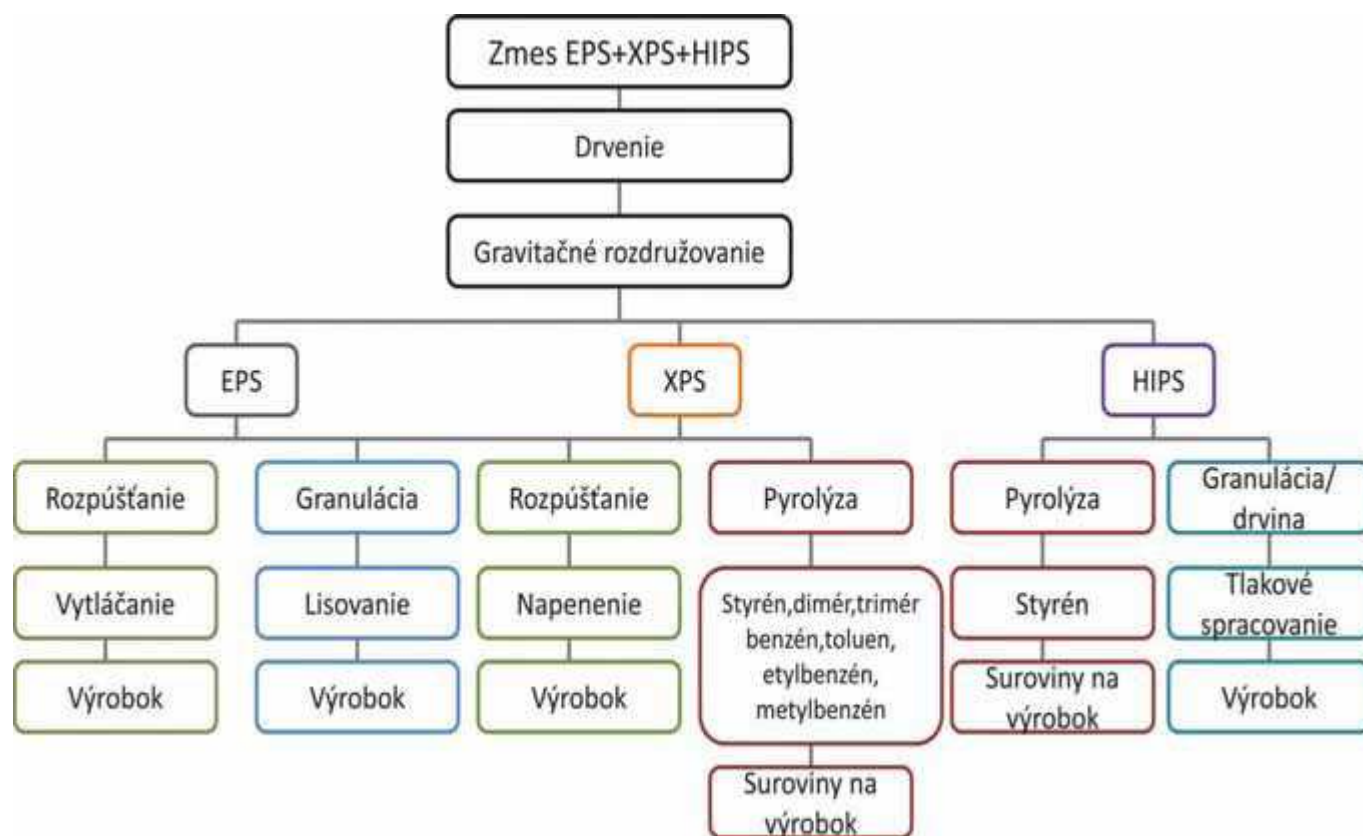 Zmes EPS+XPS+HIPS
Drvenie
Gravitačné rozdružovanie
EPS
XPS
HIPS
Rozpúšťanie
Granulácia
Rozpúšťanie
Pyrolýza
Pyrolýza
Granulácia/
drvina
Vytláčanie
Lisovanie
Napenenie
Styrén,dimér,trimér
benzén,toluen,
etylbenzén,
metylbenzén
Styrén
Tlakové
spracovanie
Výrobok
Výrobok
Výrobok
Suroviny na
výrobok
Suroviny na
výrobok
Výrobok